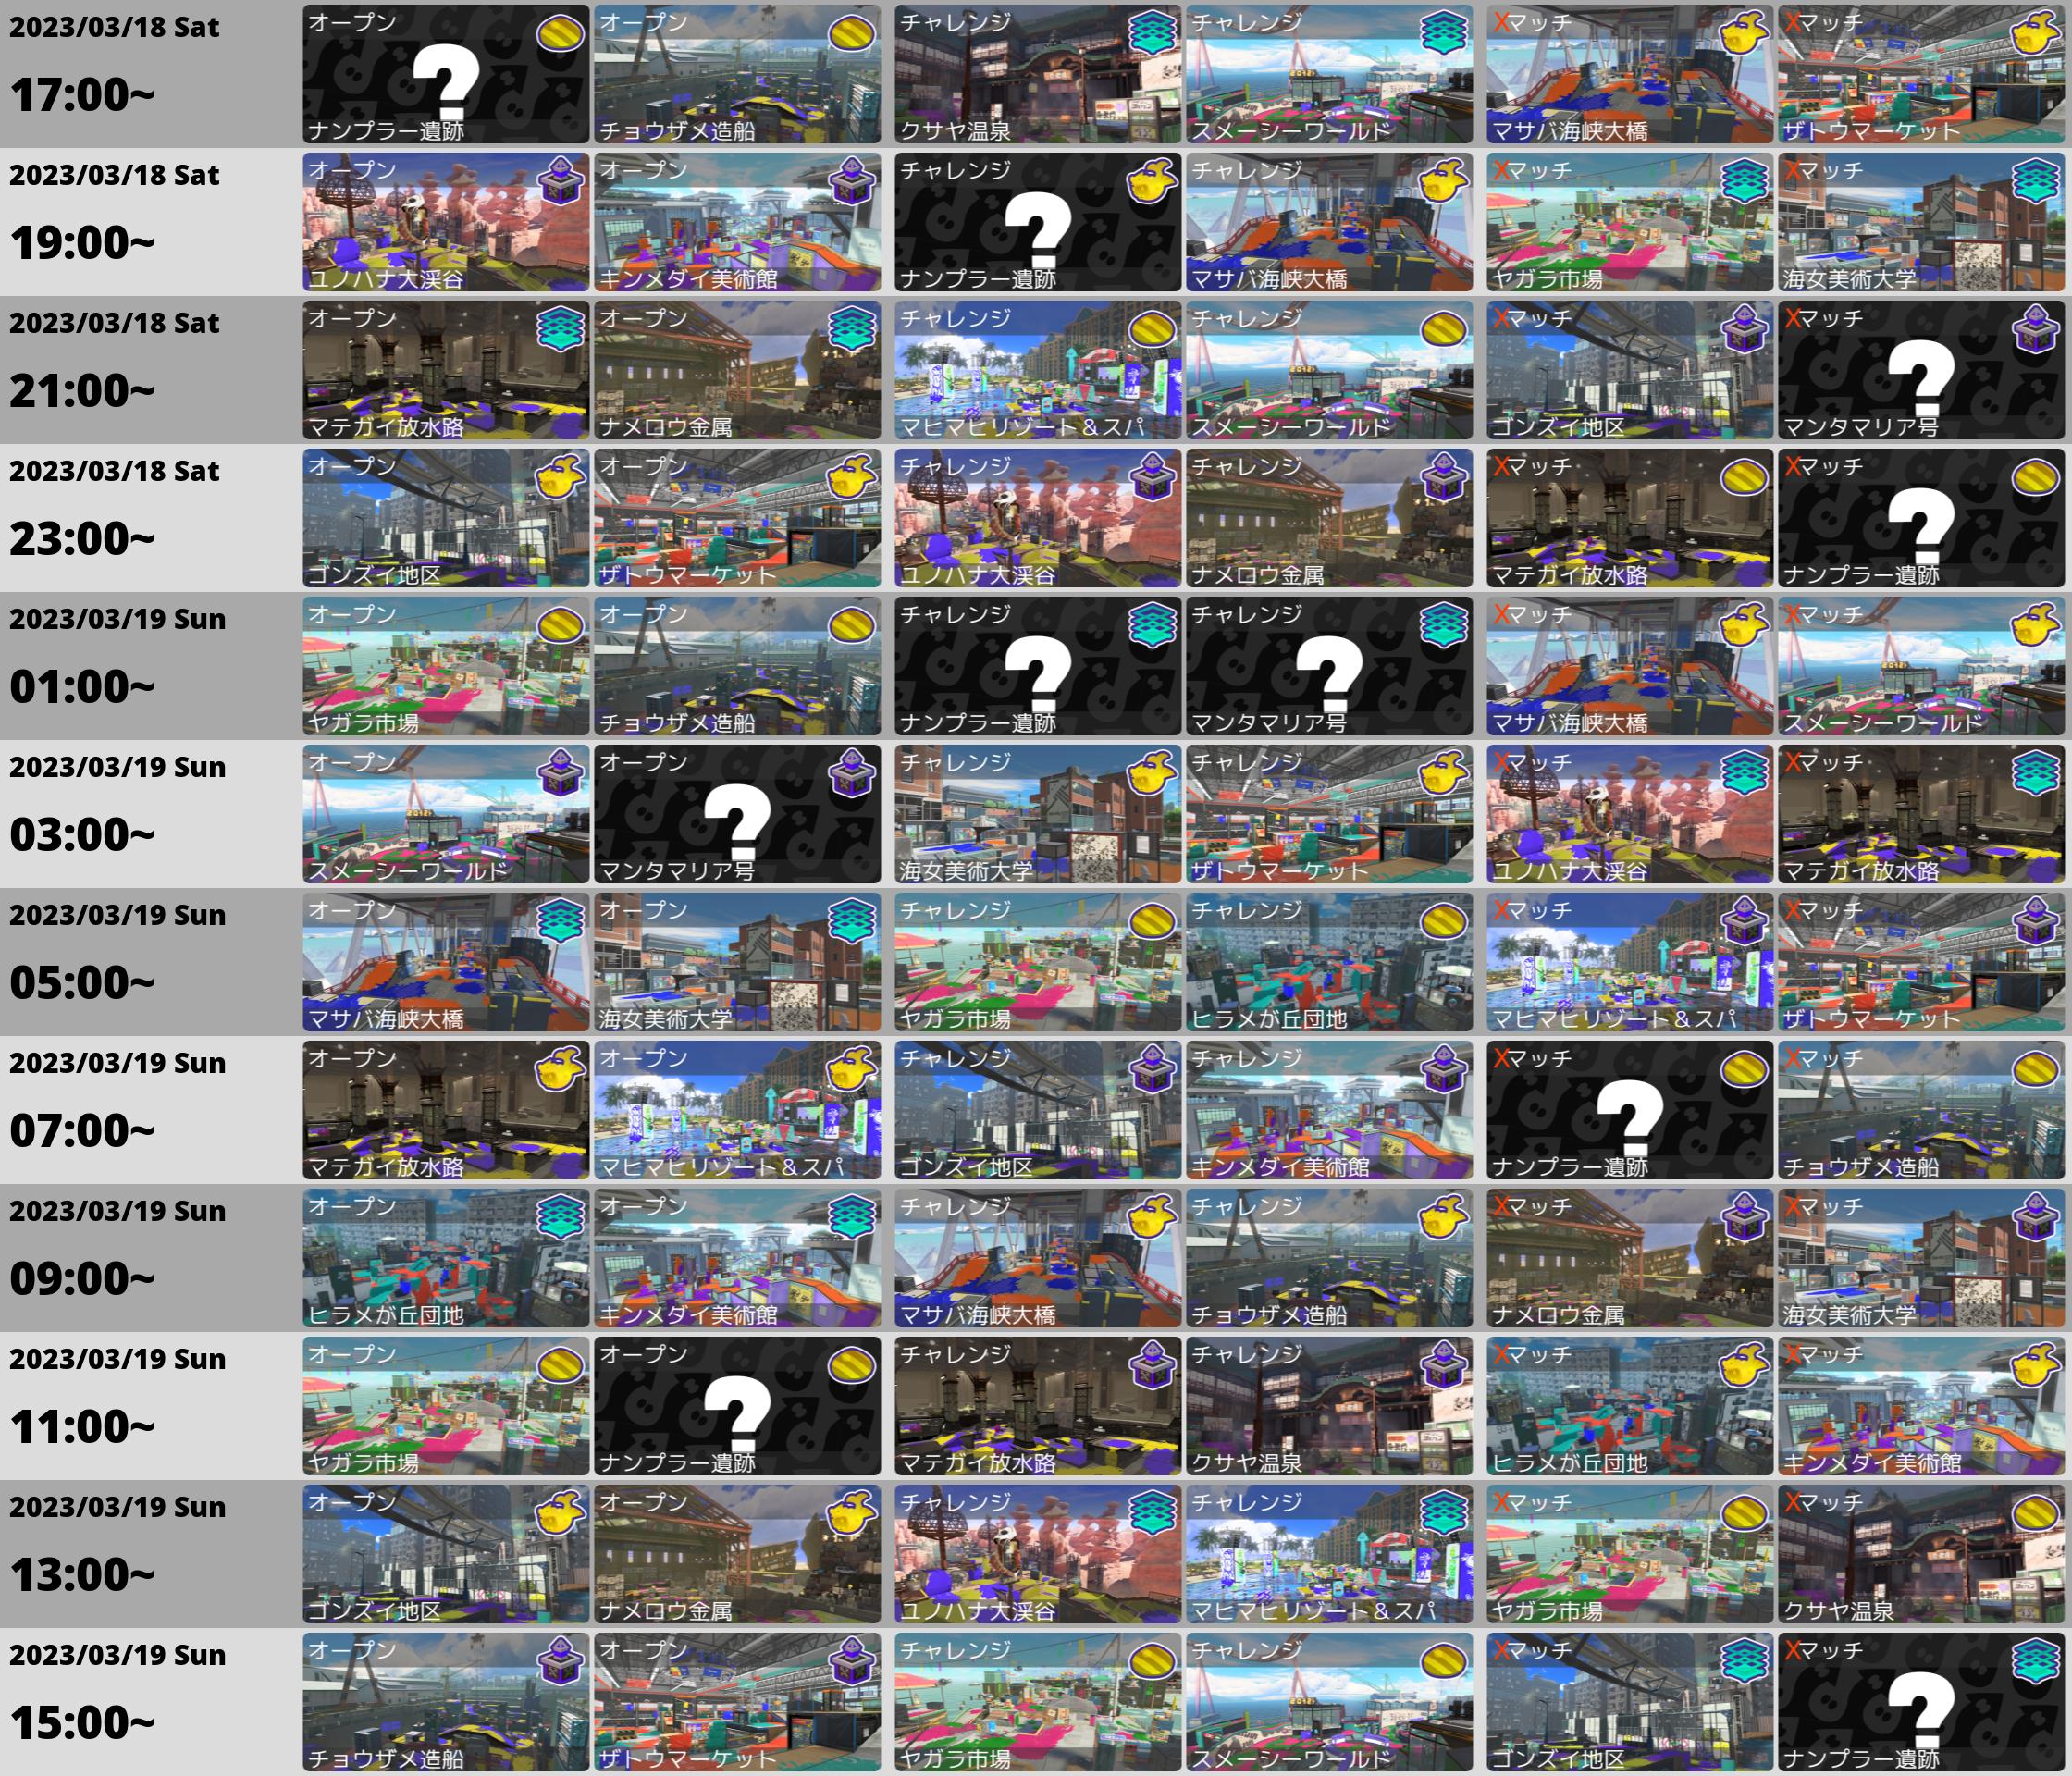 2023/03/18 Sat
17:00~
オープン
ナンプラー遺跡
オープン
チョウザメ造船
チャレンジ
クサヤ温泉
チャレンジ
スメーシーワールド
Xマッチ
マサバ海峡大橋
Xマッチ
ザトウマーケット
2023/03/18 Sat
19:00~
オープン
ユノハナ大渓谷
オープン
キンメダイ美術館
チャレンジ
ナンプラー遺跡
チャレンジ
マサバ海峡大橋
Xマッチ
ヤガラ市場
Xマッチ
海女美術大学
2023/03/18 Sat
21:00~
オープン
マテガイ放水路
オープン
ナメロウ金属
チャレンジ
マヒマヒリゾート&スパ
チャレンジ
スメーシーワールド
Xマッチ
ゴンズイ地区
Xマッチ
マンタマリア号
2023/03/18 Sat
23:00~
オープン
ゴンズイ地区
オープン
ザトウマーケット
チャレンジ
ユノハナ大渓谷
チャレンジ
ナメロウ金属
Xマッチ
マテガイ放水路
Xマッチ
ナンプラー遺跡
2023/03/19 Sun
01:00~
オープン
ヤガラ市場
オープン
チョウザメ造船
チャレンジ
ナンプラー遺跡
チャレンジ
マンタマリア号
Xマッチ
マサバ海峡大橋
Xマッチ
スメーシーワールド
2023/03/19 Sun
03:00~
オープン
スメーシーワールド
オープン
マンタマリア号
チャレンジ
海女美術大学
チャレンジ
ザトウマーケット
Xマッチ
ユノハナ大渓谷
Xマッチ
マテガイ放水路
2023/03/19 Sun
05:00~
オープン
マサバ海峡大橋
オープン
海女美術大学
チャレンジ
ヤガラ市場
チャレンジ
ヒラメが丘団地
Xマッチ
マヒマヒリゾート&スパ
Xマッチ
ザトウマーケット
2023/03/19 Sun
07:00~
オープン
マテガイ放水路
オープン
マヒマヒリゾート&スパ
チャレンジ
ゴンズイ地区
チャレンジ
キンメダイ美術館
Xマッチ
ナンプラー遺跡
Xマッチ
チョウザメ造船
2023/03/19 Sun
09:00~
オープン
ヒラメが丘団地
オープン
キンメダイ美術館
チャレンジ
マサバ海峡大橋
チャレンジ
チョウザメ造船
Xマッチ
ナメロウ金属
Xマッチ
海女美術大学
2023/03/19 Sun
11:00~
オープン
ヤガラ市場
オープン
ナンプラー遺跡
チャレンジ
マテガイ放水路
チャレンジ
クサヤ温泉
Xマッチ
ヒラメが丘団地
Xマッチ
キンメダイ美術館
2023/03/19 Sun
13:00~
オープン
ゴンズイ地区
オープン
ナメロウ金属
チャレンジ
ユノハナ大渓谷
チャレンジ
マヒマヒリゾート&スパ
Xマッチ
ヤガラ市場
Xマッチ
クサヤ温泉
2023/03/19 Sun
15:00~
オープン
チョウザメ造船
オープン
ザトウマーケット
チャレンジ
ヤガラ市場
チャレンジ
スメーシーワールド
Xマッチ
ゴンズイ地区
Xマッチ
ナンプラー遺跡